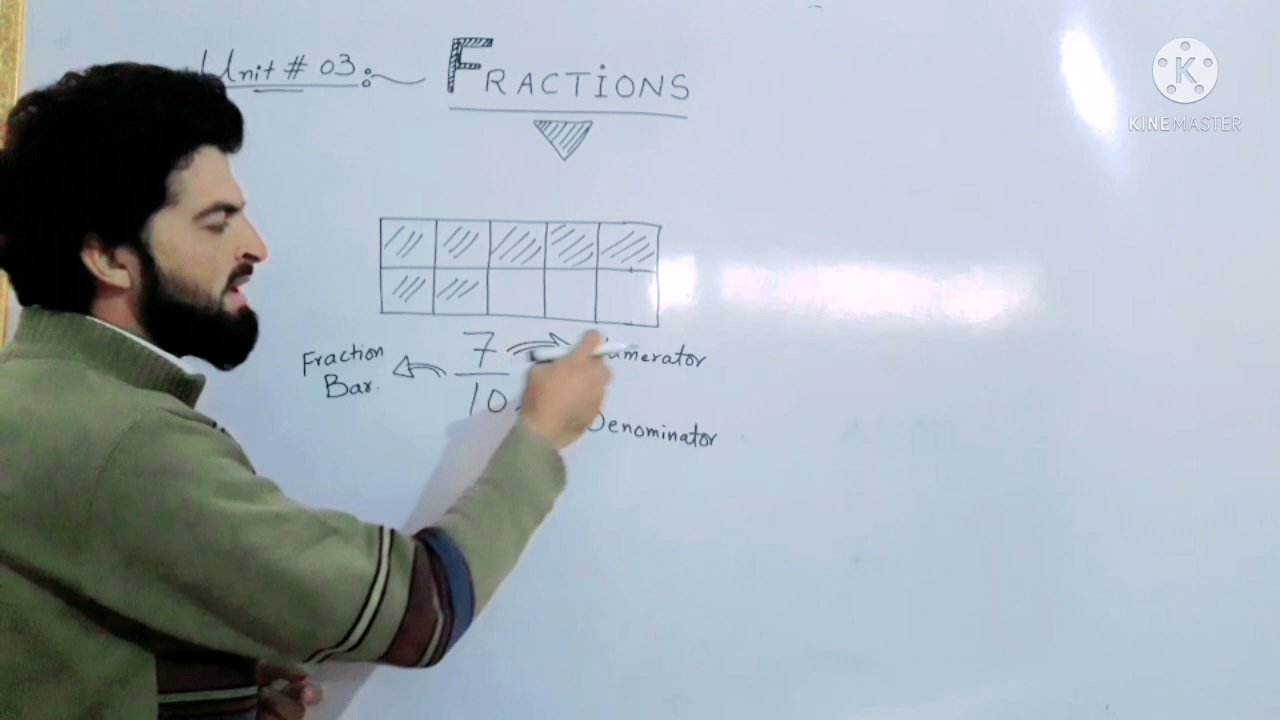 Unit # 03:~ FRACTIONS
KINEMASTER
7 Numerator
Fraction
Bar.
10
Denominator